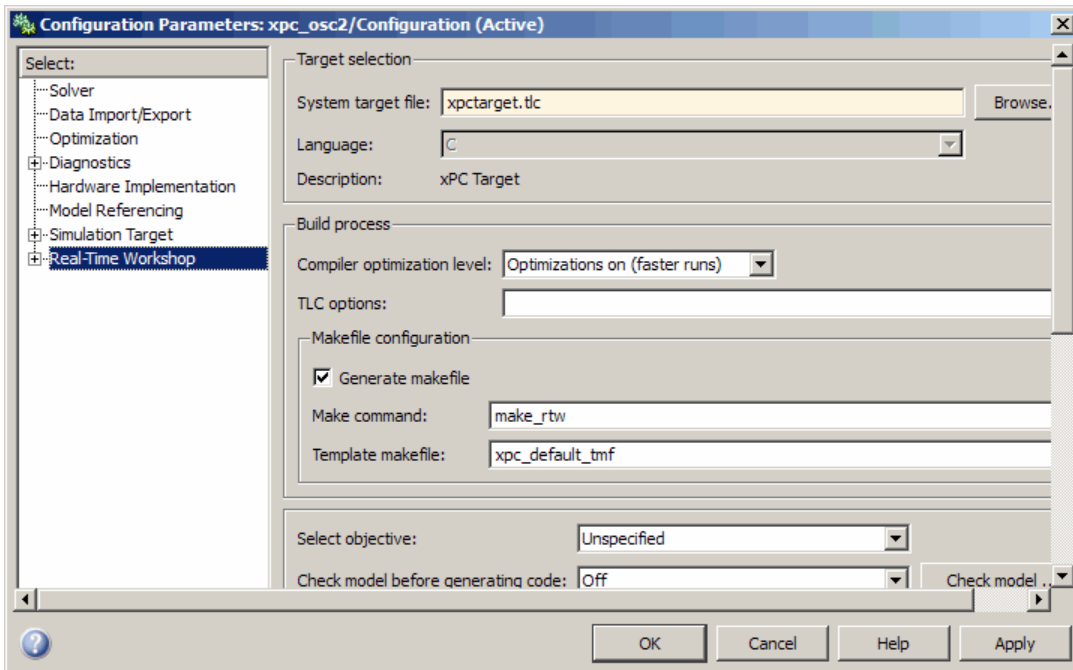 Configuration Parameters: xpc_osc2/Configuration (Active)
Select:
Solver
Data Import/Export
Optimization
Diagnostics
Hardware Implementation
Model Referencing
Simulation Target
Real-Time Workshop
Target selection
System target file: xpctarget.tlc Browse.
Language: C
Description: xPC Target
Build process
Compiler optimization level: Optimizations on (faster runs)
TLC options:
Makefile configuration
Generate makefile
Make command: make_rtw
Template makefile: xpc_default_tmf
Select objective: Unspecified
Check model before generating code: Off Check model ..
OK Cancel Help Apply